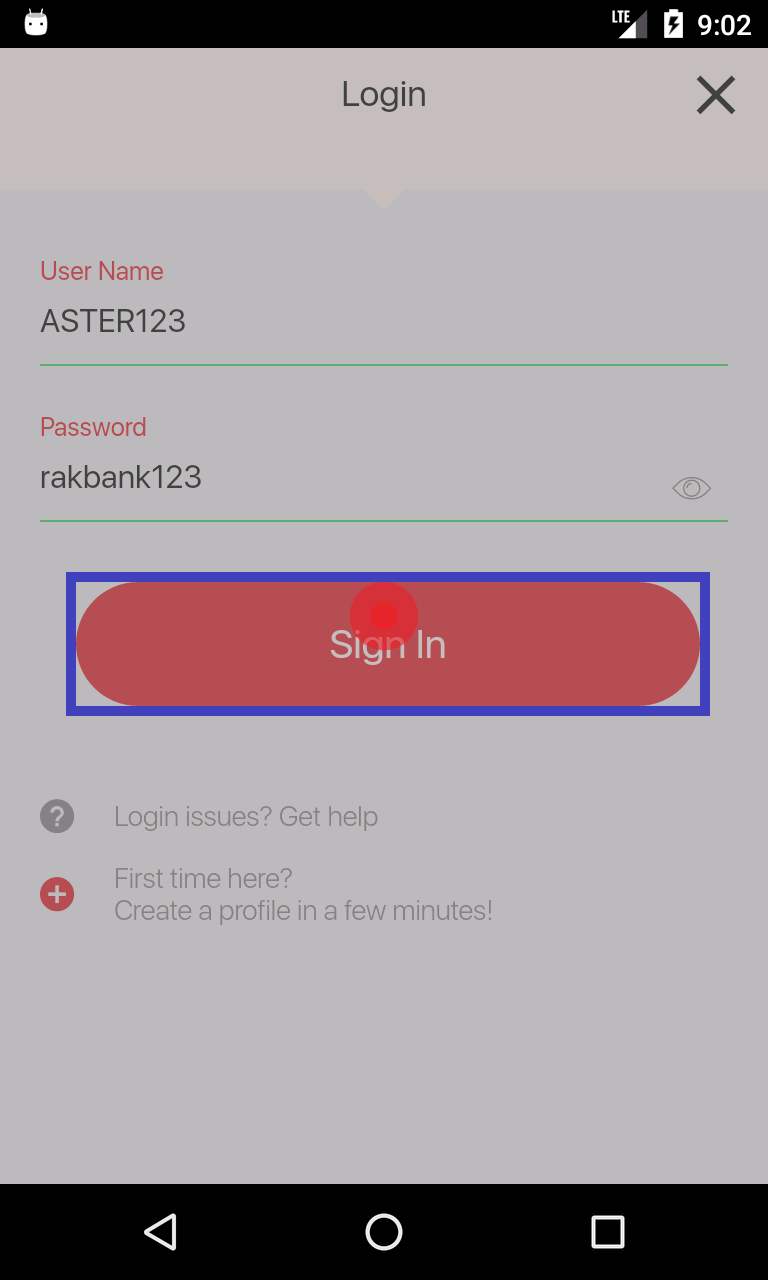 LTE 9:02
Login
User Name
ASTER123
Password
rakbank123
Sign In
Login issues? Get help
First time here?
Create a profile in a few minutes!